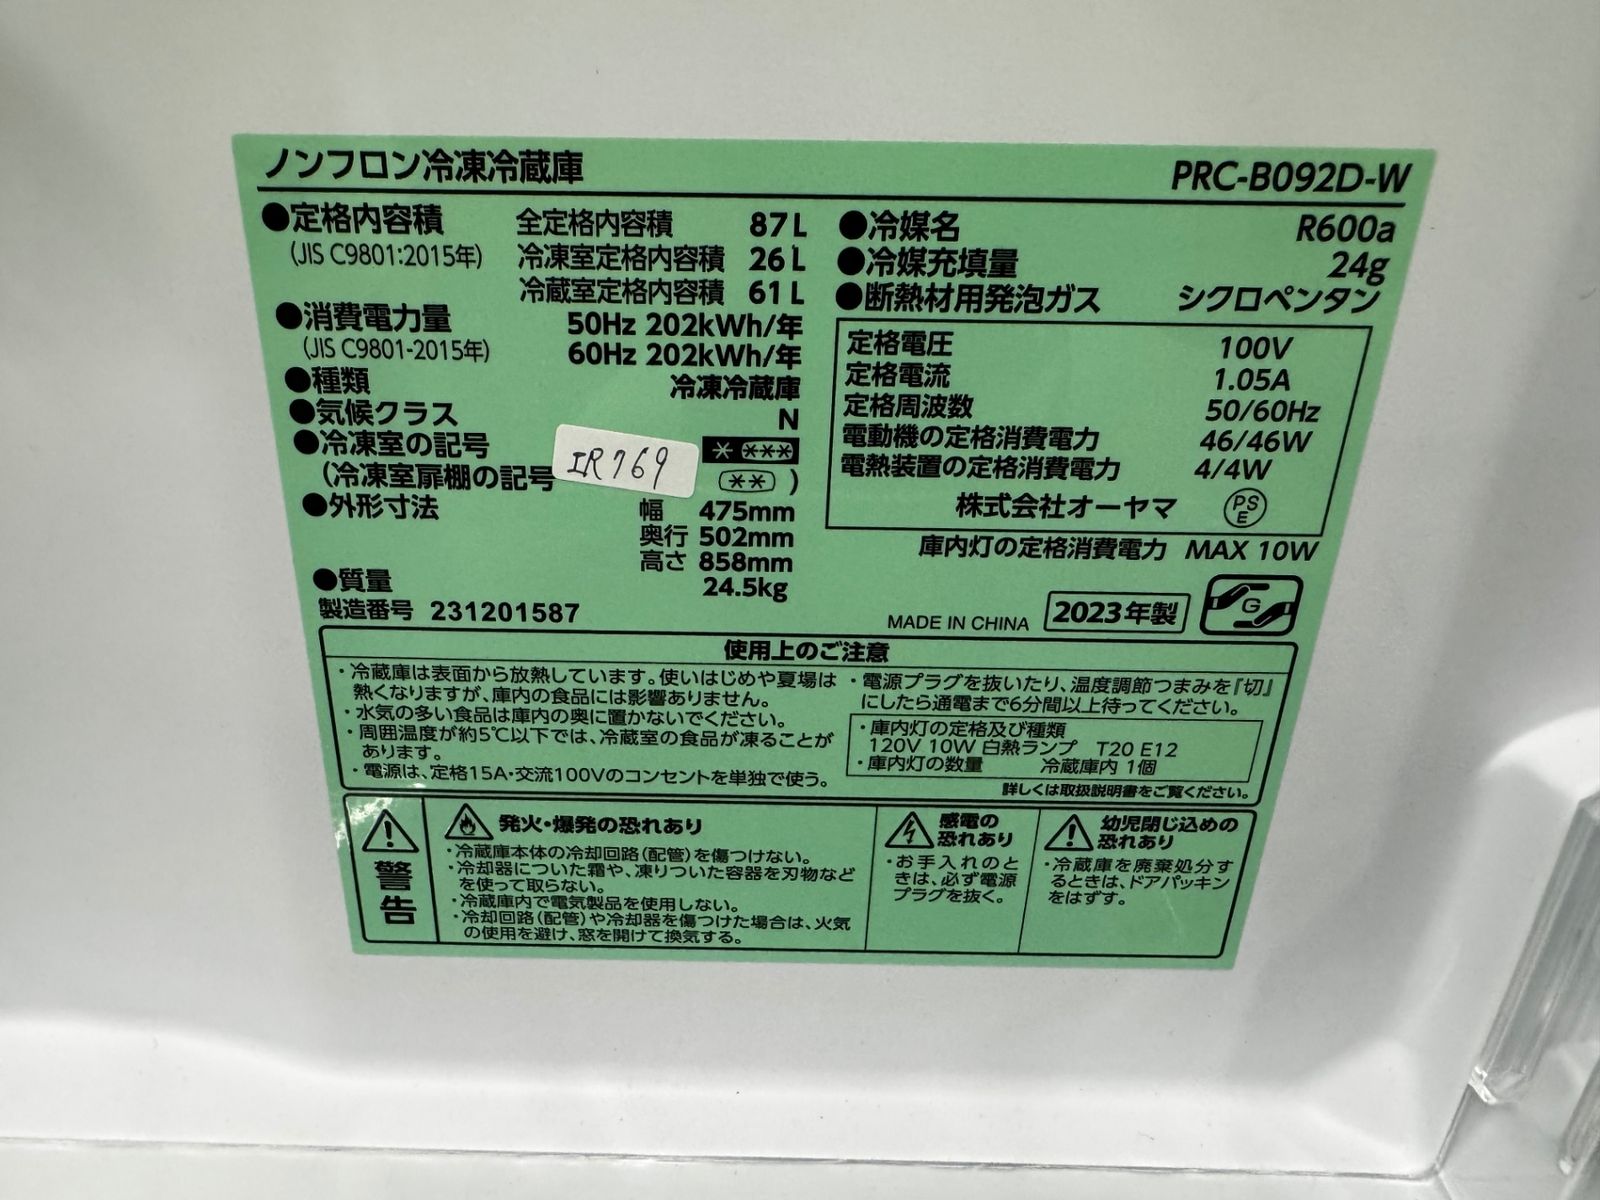 ノンフロン冷凍冷蔵庫 PRC-B092D-W
●定格内容積 全定格内容積 87L
(JIS C9801:2015年) 冷凍室定格内容積 26L
冷蔵室定格内容積 61L
●消費電力量 50Hz 202kWh/年
(JIS C9801-2015年) 60Hz 202kWh/年
●種類 冷凍冷蔵庫
●気候クラス N
●冷凍室の記号 * ***
(冷凍室扉棚の記号 ** )
IR769
●外形寸法 幅 475mm
奥行 502mm
高さ 858mm
●質量 24.5kg
製造番号 231201587
●冷媒名 R600a
●冷媒充填量 24g
●断熱材用発泡ガス シクロペンタン
定格電圧 100V
定格電流 1.05A
定格周波数 50/60Hz
電動機の定格消費電力 46/46W
電熱装置の定格消費電力 4/4W
株式会社オーヤマ PSE
庫内灯の定格消費電力 MAX 10W
MADE IN CHINA 2023年製 G
使用上のご注意
・冷蔵庫は表面から放熱しています。使いはじめや夏場は
熱くなりますが、庫内の食品には影響ありません。
・水気の多い食品は庫内の奥に置かないでください。
・周囲温度が約5℃以下では、冷蔵室の食品が凍ることが
あります。
・電源は、定格15A・交流100Vのコンセントを単独で使う。
・電源プラグを抜いたり、温度調節つまみを『切』
にしたら通電まで6分間以上待ってください。
・庫内灯の定格及び種類
120V 10W 白熱ランプ T20 E12
・庫内灯の数量 冷蔵庫内 1個
詳しくは取扱説明書をご覧ください。
警告
発火・爆発の恐れあり
・冷蔵庫本体の冷却回路(配管)を傷つけない。
・冷却器についた霜や、凍りついた容器を刃物など
を使って取らない。
・冷蔵庫内で電気製品を使用しない。
・冷却回路(配管)や冷却器を傷つけた場合は、火気
の使用を避け、窓を開けて換気する。
感電の
恐れあり
・お手入れのと
きは、必ず電源
プラグを抜く。
幼児閉じ込めの
恐れあり
・冷蔵庫を廃棄処分す
るときは、ドアパッキン
をはずす。